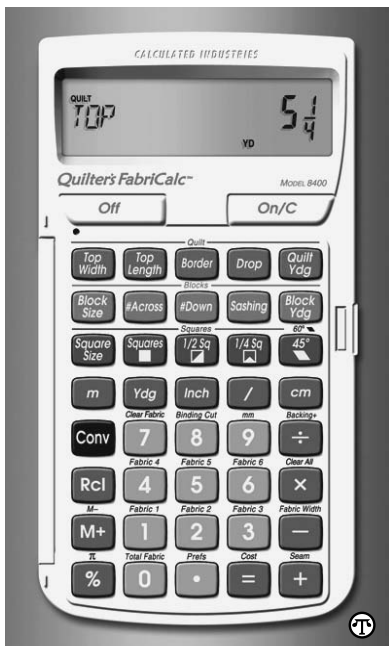 CALCULATED INDUSTRIES
QUILT
TOP 5 1/4
YD
Quilter's FabriCalc™ MODEL 8400
Off On/C
Quilt
Top Width Top Length Border Drop Quilt Ydg
Blocks
Block Size #Across #Down Sashing Block Ydg
Squares 60°
Square Size Squares 1/2 Sq 1/4 Sq 45°
m Ydg Inch / cm
Clear Fabric Binding Cut mm Backing+
Conv 7 8 9 ÷
Fabric 4 Fabric 5 Fabric 6 Clear All
Rcl 4 5 6 ×
M– Fabric 1 Fabric 2 Fabric 3 Fabric Width
M+ 1 2 3 –
π Total Fabric Prefs Cost Seam
% 0 • = +
T